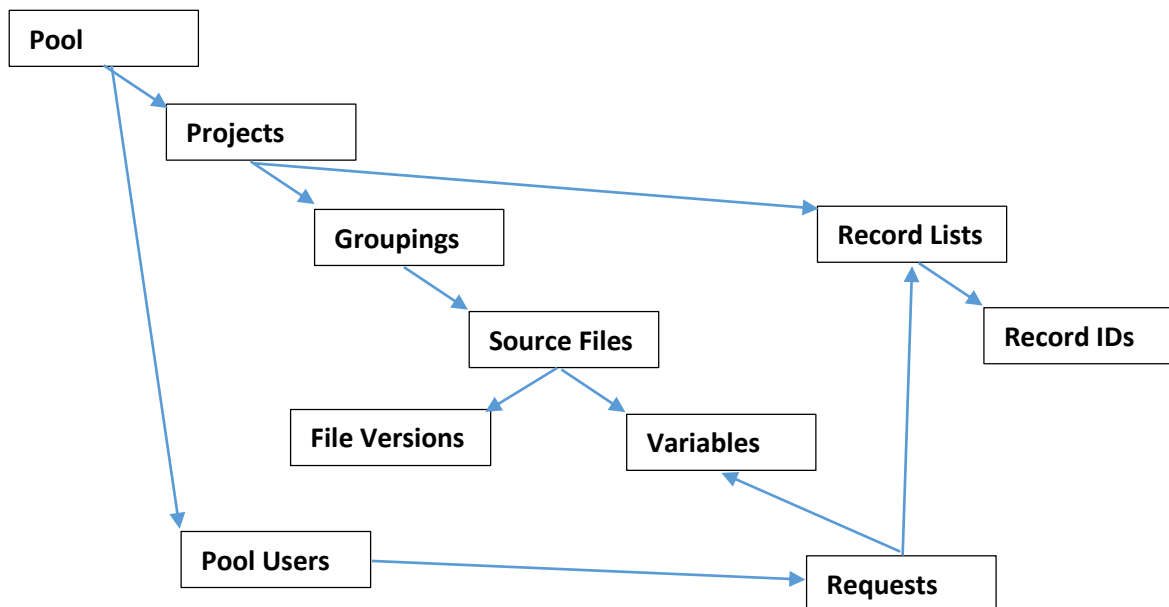 Pool
Projects
Groupings
Record Lists
Source Files
Record IDs
File Versions
Variables
Pool Users
Requests